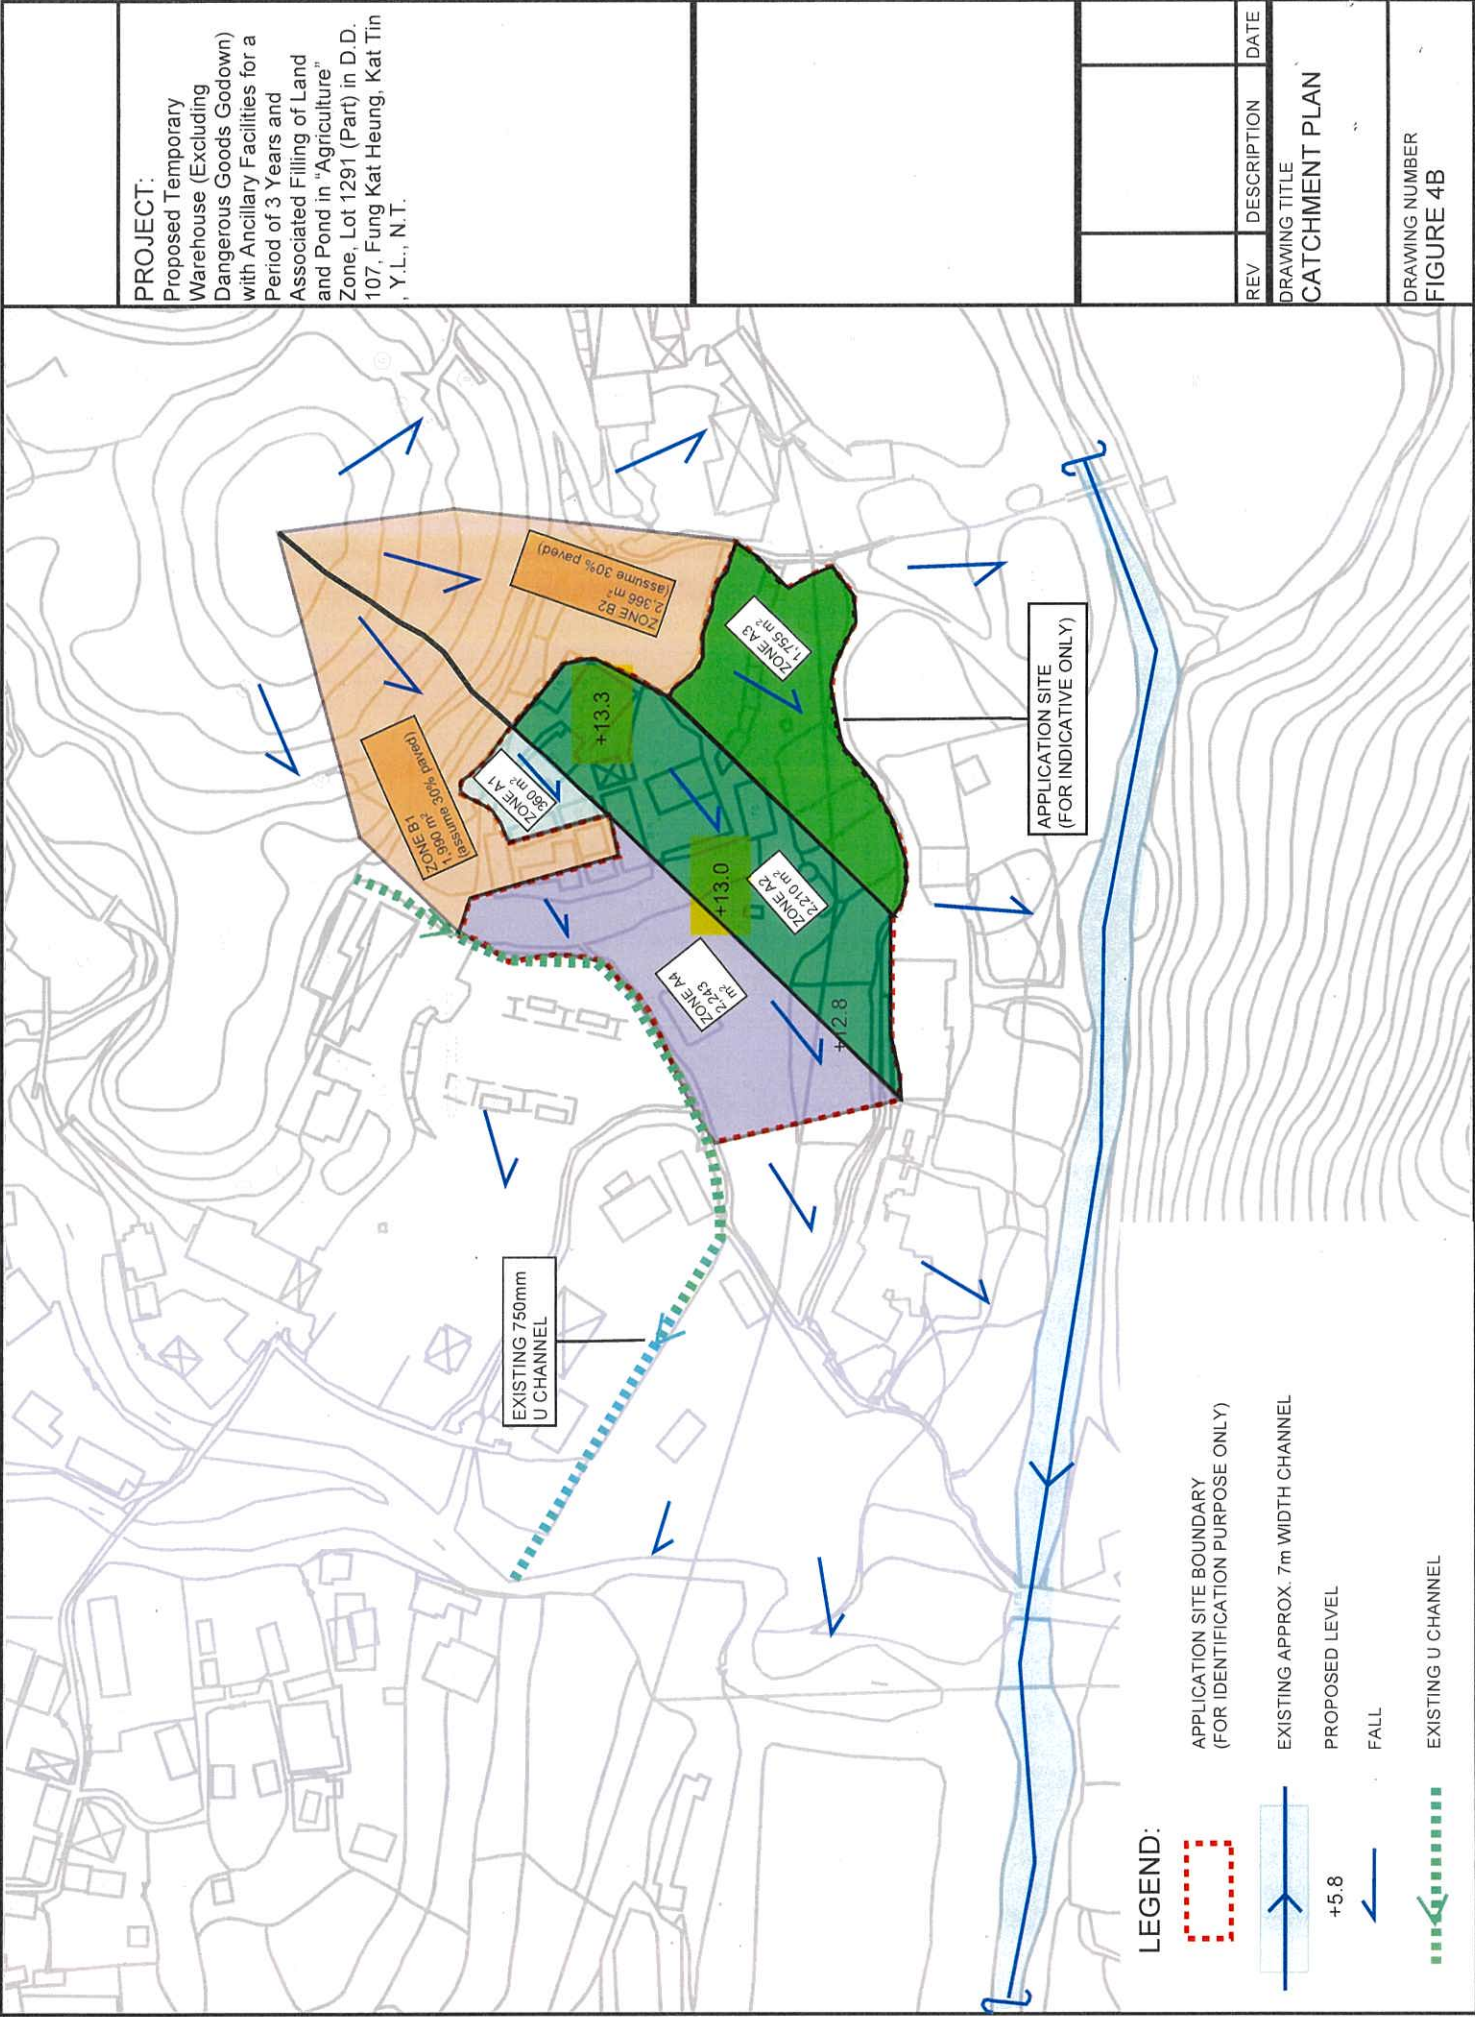 PROJECT:
Proposed Temporary
Warehouse (Excluding
Dangerous Goods Godown)
with Ancillary Facilities for a
Period of 3 Years and
Associated Filling of Land
and Pond in "Agriculture"
Zone, Lot 1291 (Part) in D.D.
107, Fung Kat Heung, Kat Tin
, Y.L., N.T.
REV DESCRIPTION DATE
DRAWING TITLE
CATCHMENT PLAN
DRAWING NUMBER
FIGURE 4B
ZONE B1
1,990 m²
(assume 30% paved)
ZONE B2
2,366 m²
(assume 30% paved)
ZONE A1
360 m²
ZONE A3
1,755 m²
ZONE A2
2,210 m²
ZONE A4
2,243
m²
+13.3
+13.0
+12.8
APPLICATION SITE
(FOR INDICATIVE ONLY)
EXISTING 750mm
U CHANNEL
LEGEND:
APPLICATION SITE BOUNDARY
(FOR IDENTIFICATION PURPOSE ONLY)
EXISTING APPROX. 7m WIDTH CHANNEL
+5.8
PROPOSED LEVEL
FALL
EXISTING U CHANNEL